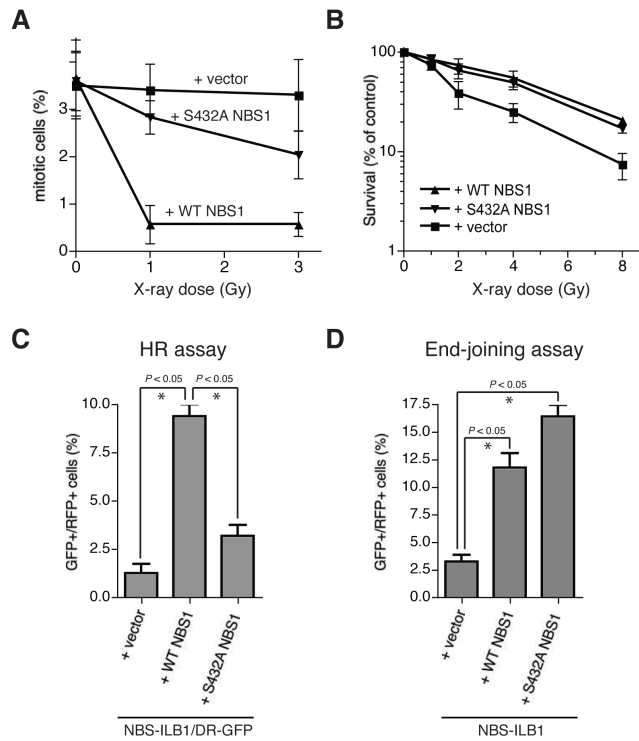 A
mitotic cells (%)
3
2
1
0
+ vector
+ S432A NBS1
+ WT NBS1
0
1
2
3
X-ray dose (Gy)
B
Survival (% of control)
100
10
1
+ WT NBS1
+ S432A NBS1
+ vector
0
2
4
6
8
X-ray dose (Gy)
C
HR assay
P < 0.05
P < 0.05
*
*
GFP+/RFP+ cells (%)
10.0
7.5
5.0
2.5
0.0
+ vector
+ WT NBS1
+ S432A NBS1
NBS-ILB1/DR-GFP
D
End-joining assay
P < 0.05
*
P < 0.05
*
GFP+/RFP+ cells (%)
17.5
15.0
12.5
10.0
7.5
5.0
2.5
0.0
+ vector
+ WT NBS1
+ S432A NBS1
NBS-ILB1